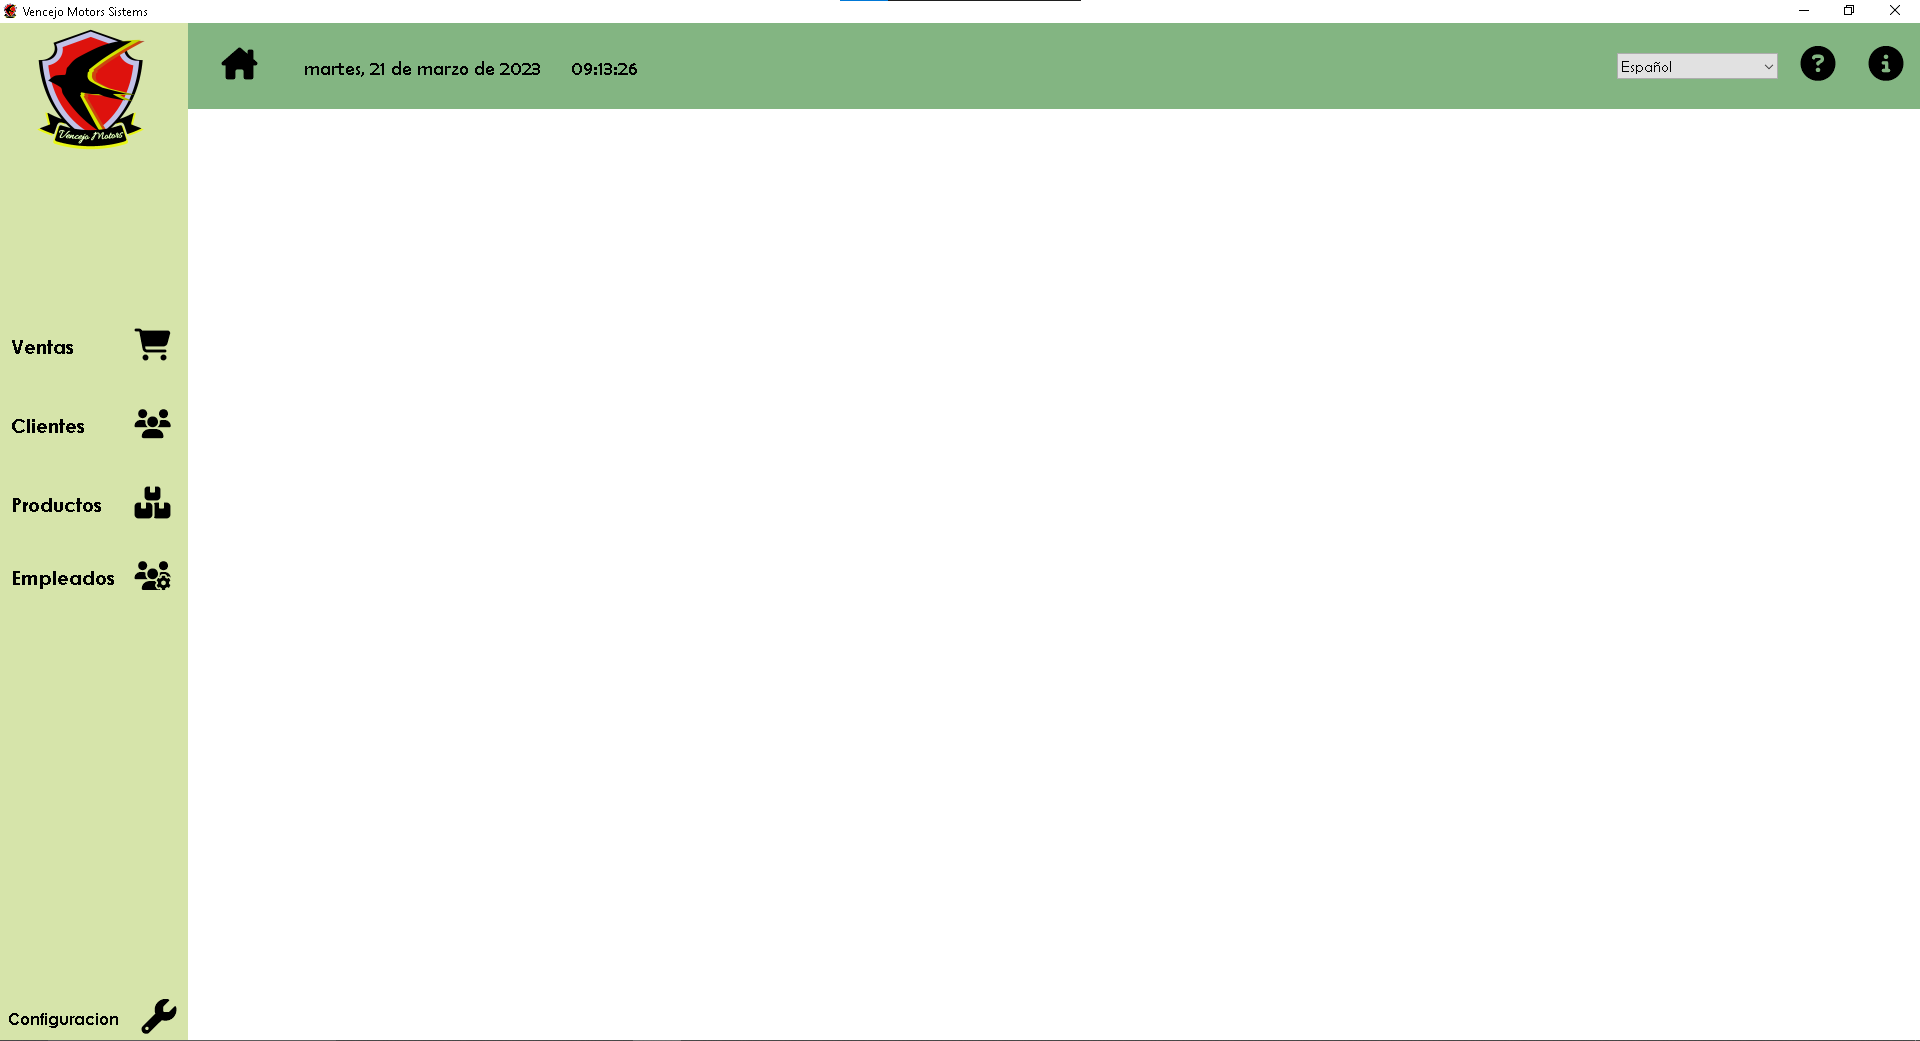 Vencejo Motors Sistems
Vencejo Motors
martes, 21 de marzo de 2023 09:13:26
Español
Ventas
Clientes
Productos
Empleados
Configuracion